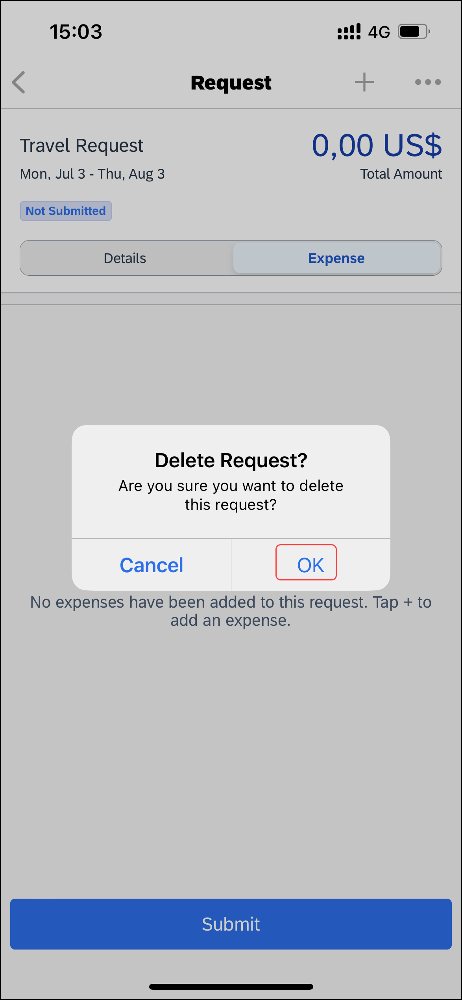 15:03
4G
Request
Travel Request
0,00 US$
Mon, Jul 3 - Thu, Aug 3
Total Amount
Not Submitted
Details
Expense
Delete Request?
Are you sure you want to delete
this request?
Cancel
OK
No expenses have been added to this request. Tap + to
add an expense.
Submit